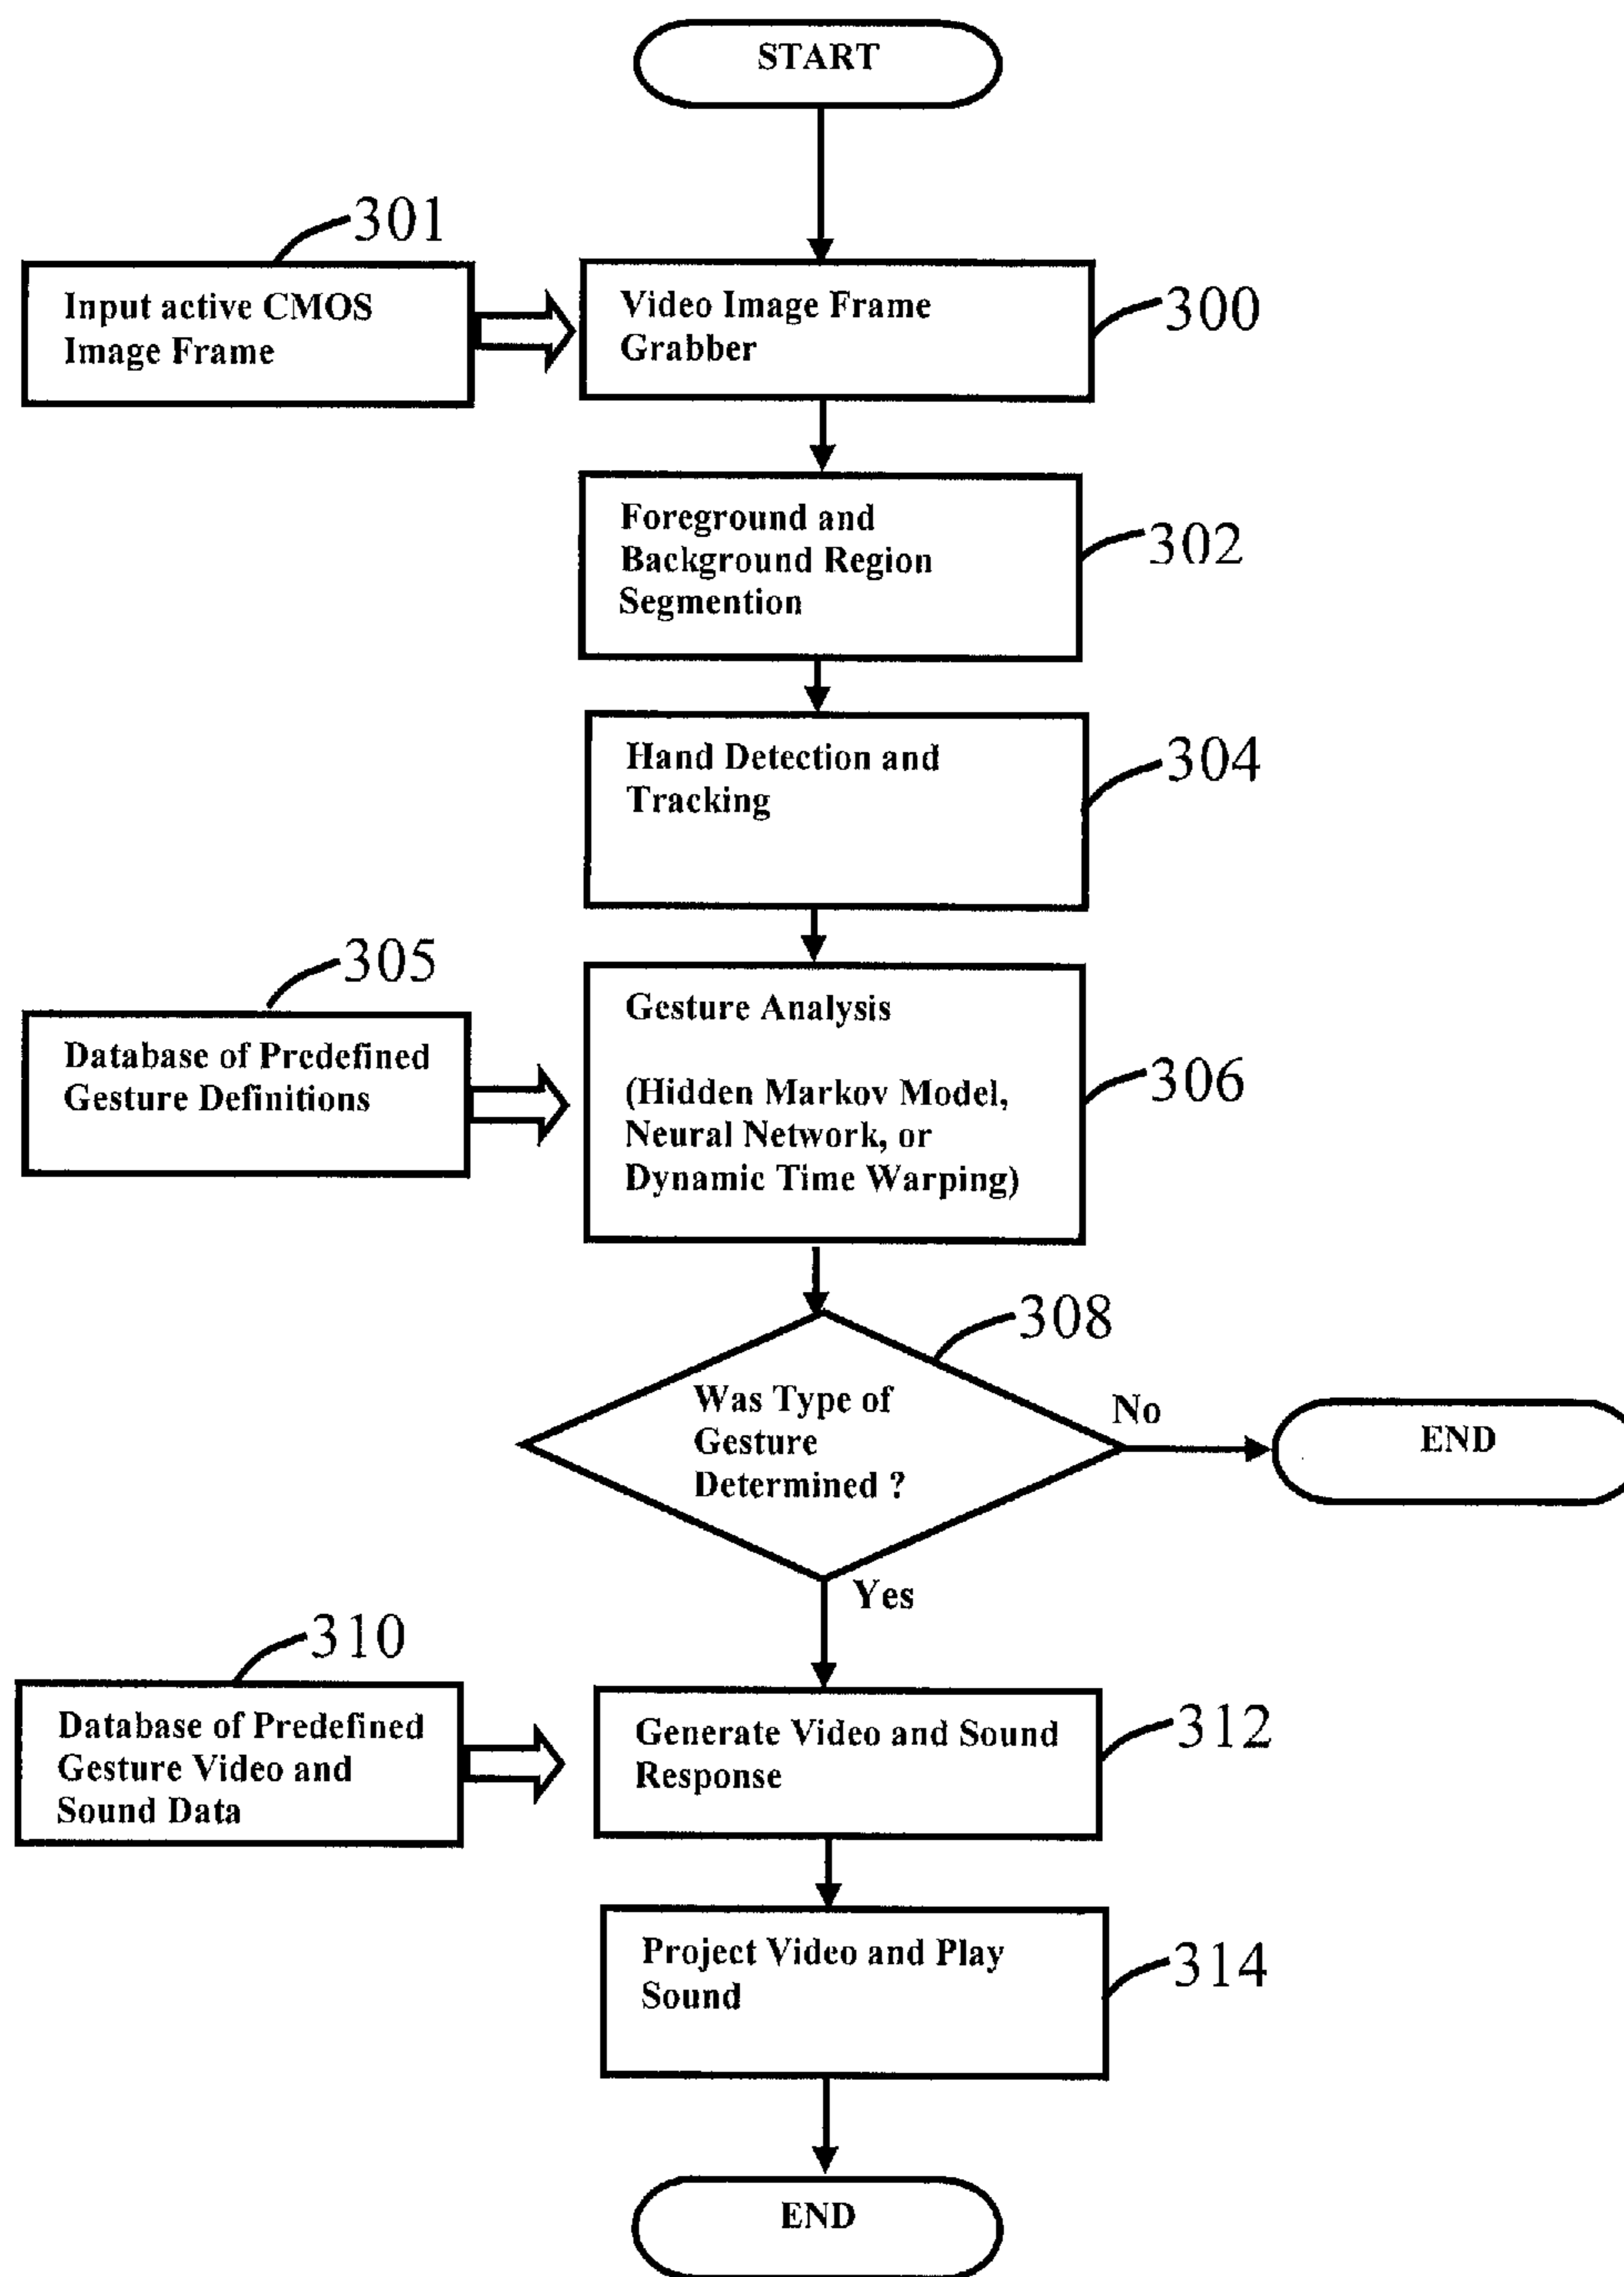 START
301
Input active CMOS
Image Frame
Video Image Frame
Grabber
300
Foreground and
Background Region
Segmention
302
Hand Detection and
Tracking
304
305
Database of Predefined
Gesture Definitions
Gesture Analysis
(Hidden Markov Model,
Neural Network, or
Dynamic Time Warping)
306
308
Was Type of
Gesture
Determined ?
No
END
Yes
310
Database of Predefined
Gesture Video and
Sound Data
Generate Video and Sound
Response
312
Project Video and Play
Sound
314
END